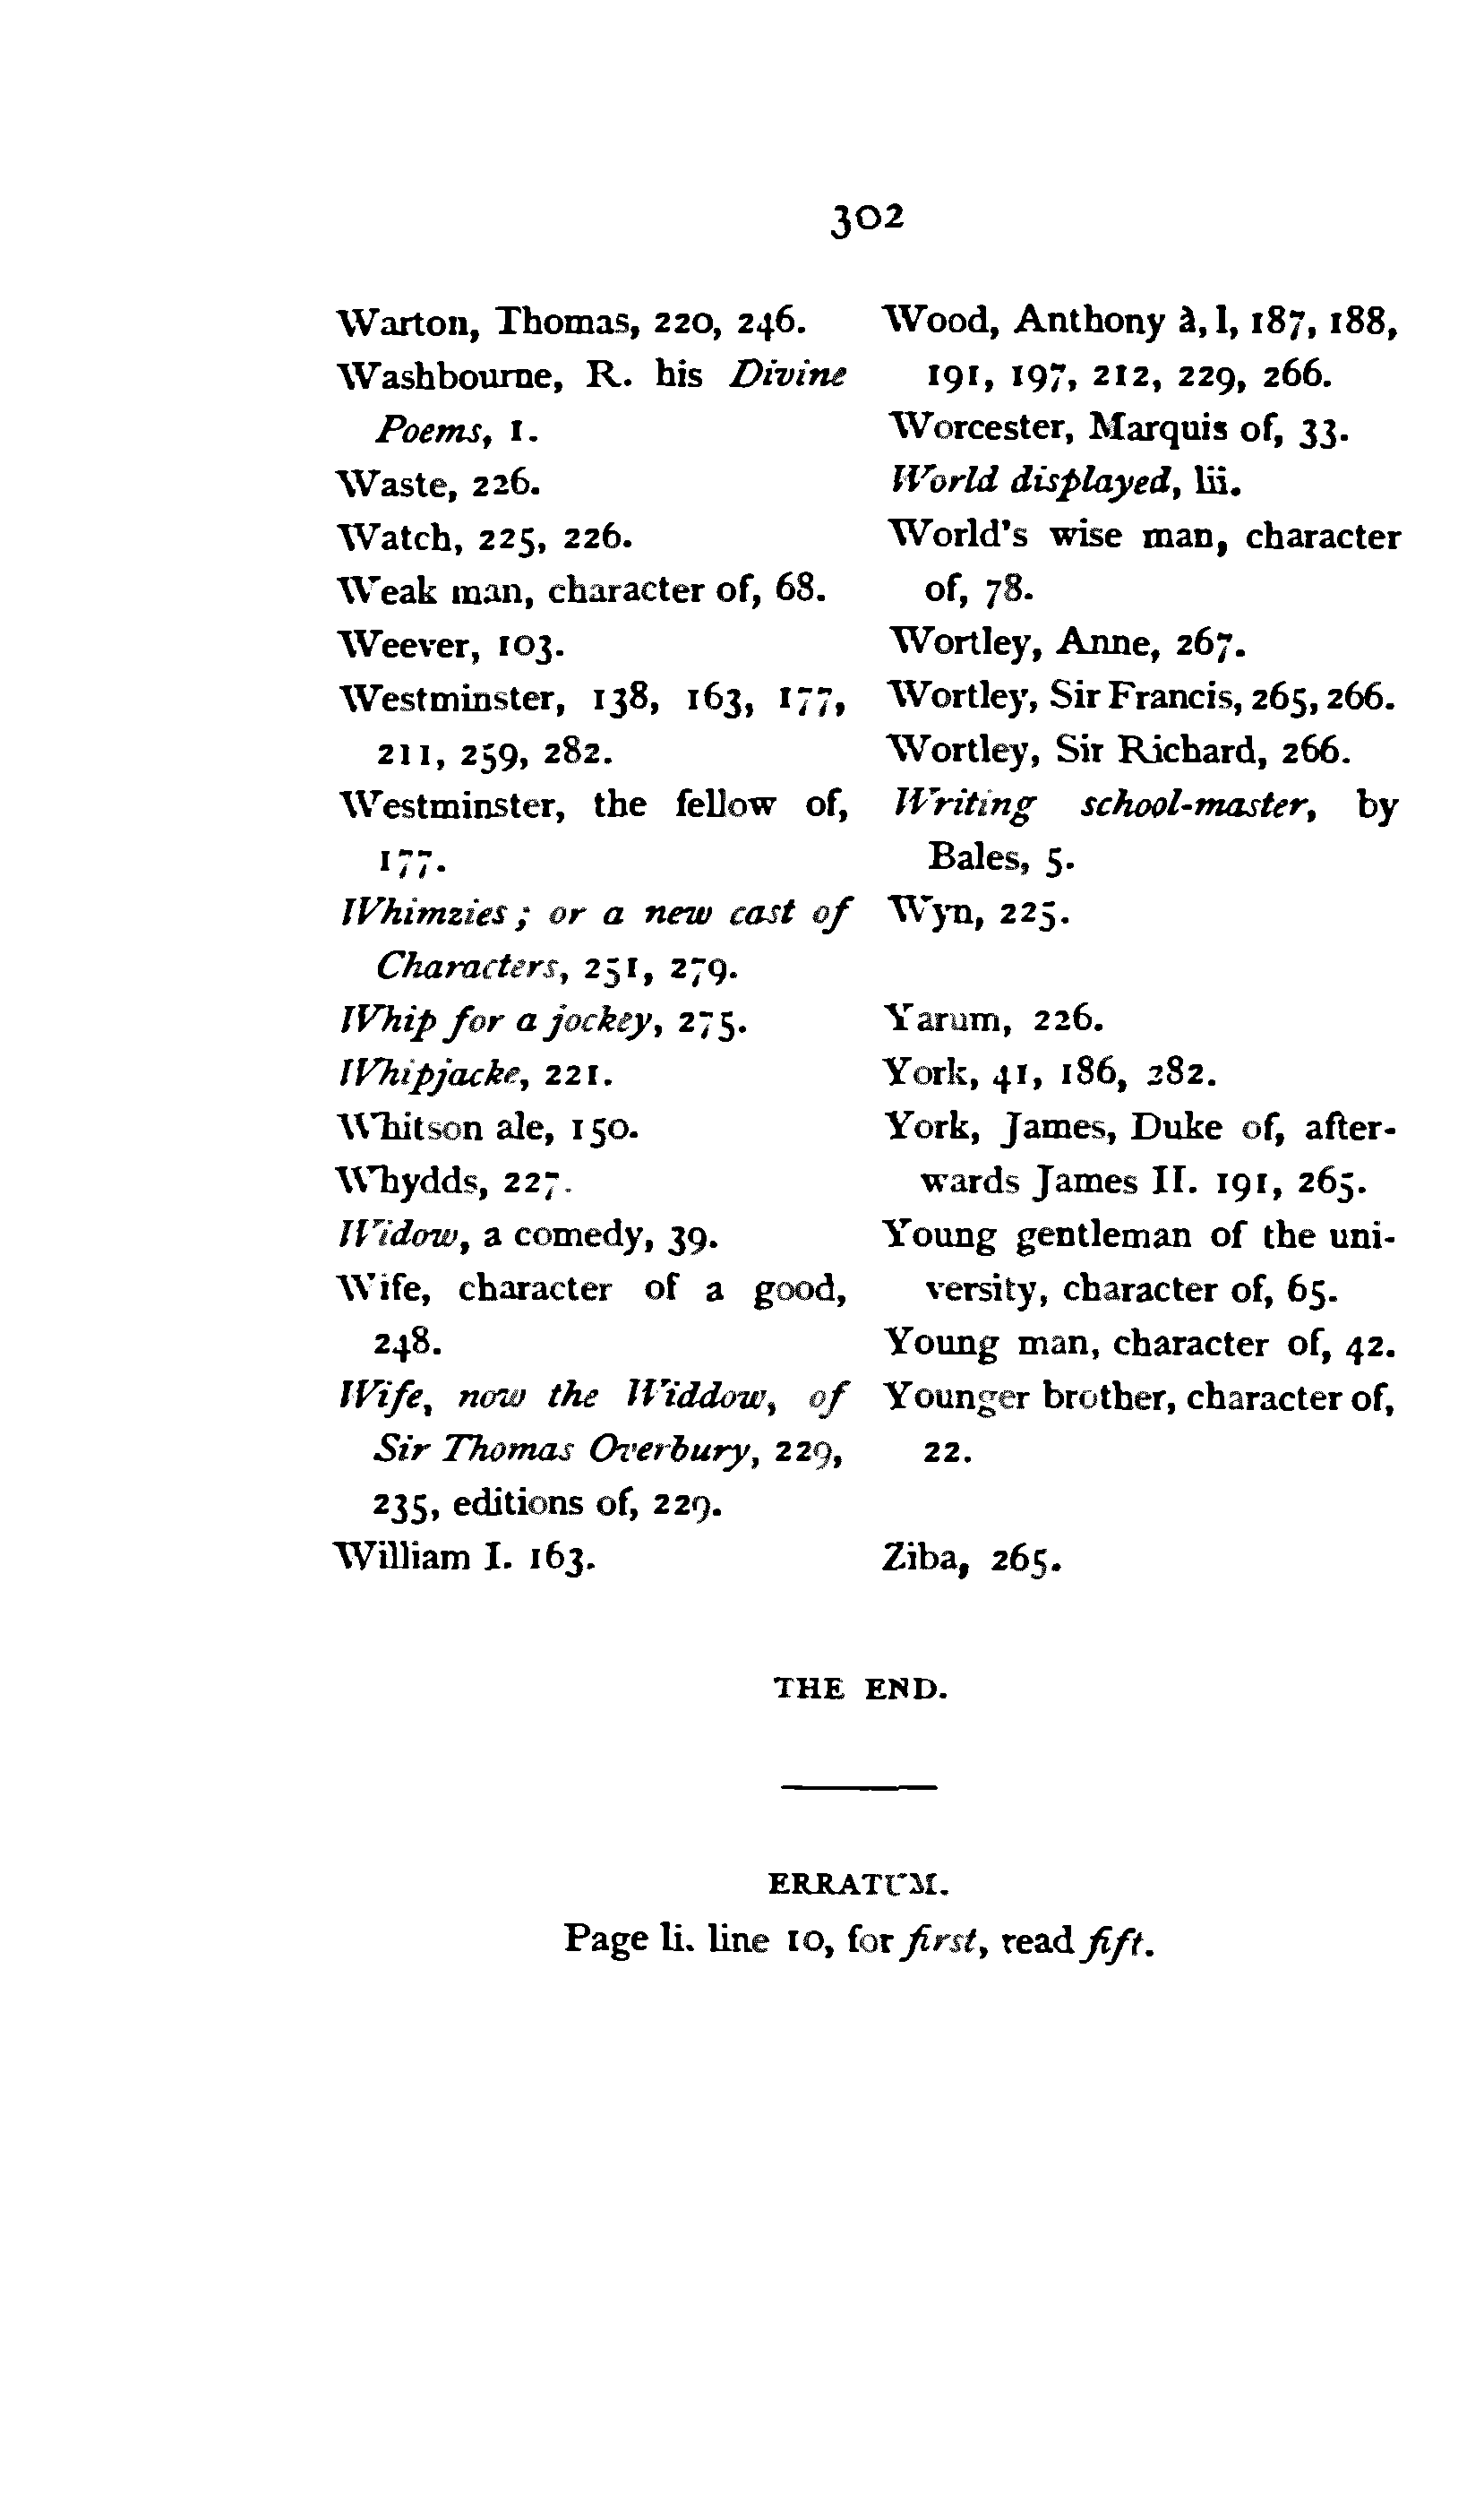 302
Warton, Thomas, 220, 246.
Washbourne, R. his Divine
Poems, 1.
Waste, 226.
Watch, 225, 226.
Weak man, character of, 68.
Weever, 103.
Westminster, 138, 163, 177,
211, 259, 282.
Westminster, the fellow of,
177.
Whimzies; or a new cast of
Characters, 251, 279.
Whip for a jockey, 275.
Whipjacke, 221.
Whitson ale, 150.
Whydds, 227.
Widow, a comedy, 39.
Wife, character of a good,
248.
Wife, now the Widdow, of
Sir Thomas Overbury, 229,
235, editions of, 229.
William I. 163.
Wood, Anthony à, l, 187, 188,
191, 197, 212, 229, 266.
Worcester, Marquis of, 33.
World displayed, lii.
World's wise man, character
of, 78.
Wortley, Anne, 267.
Wortley, Sir Francis, 265, 266.
Wortley, Sir Richard, 266.
Writing school-master, by
Bales, 5.
Wyn, 225.
Yarum, 226.
York, 41, 186, 282.
York, James, Duke of, after-
wards James II. 191, 265.
Young gentleman of the uni-
versity, character of, 65.
Young man, character of, 42.
Younger brother, character of,
22.
Ziba, 265.
THE END.
ERRATUM.
Page li. line 10, for first, read fift.